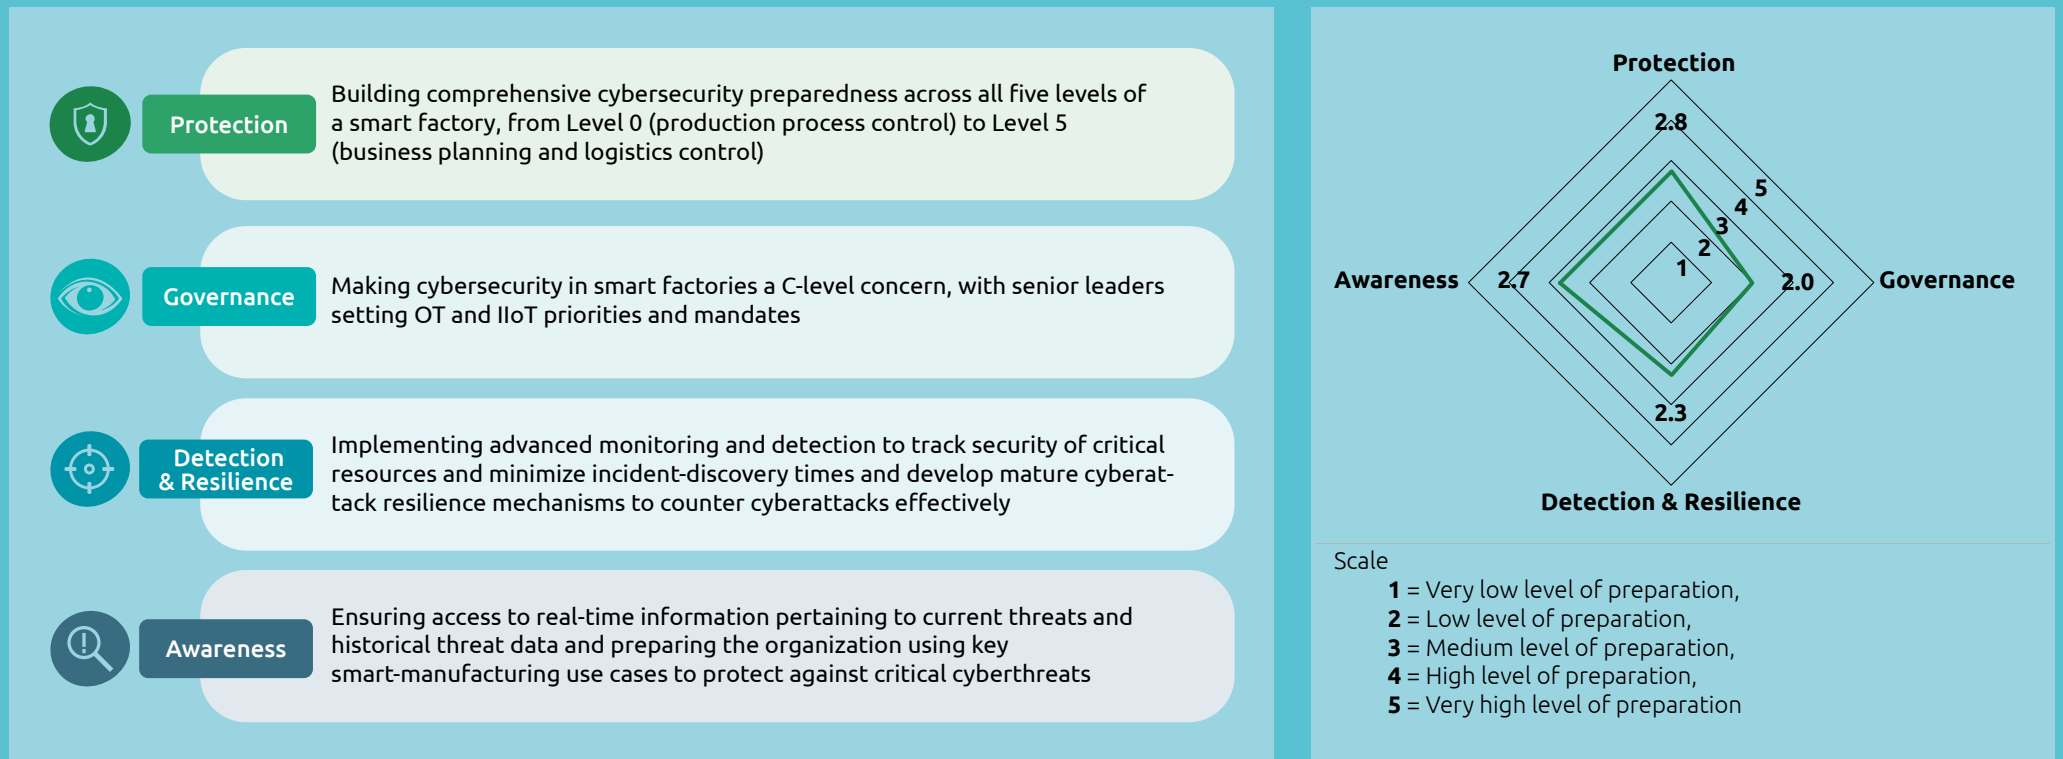 Protection
Building comprehensive cybersecurity preparedness across all five levels of
a smart factory, from Level 0 (production process control) to Level 5
(business planning and logistics control)
Governance
Making cybersecurity in smart factories a C-level concern, with senior leaders
setting OT and IIoT priorities and mandates
Detection
& Resilience
Implementing advanced monitoring and detection to track security of critical
resources and minimize incident-discovery times and develop mature cyberat-
tack resilience mechanisms to counter cyberattacks effectively
Awareness
Ensuring access to real-time information pertaining to current threats and
historical threat data and preparing the organization using key
smart-manufacturing use cases to protect against critical cyberthreats
Protection
2.8
5
4
3
2
1
Awareness
2.7
2.0
Governance
2.3
Detection & Resilience
Scale
1 = Very low level of preparation,
2 = Low level of preparation,
3 = Medium level of preparation,
4 = High level of preparation,
5 = Very high level of preparation